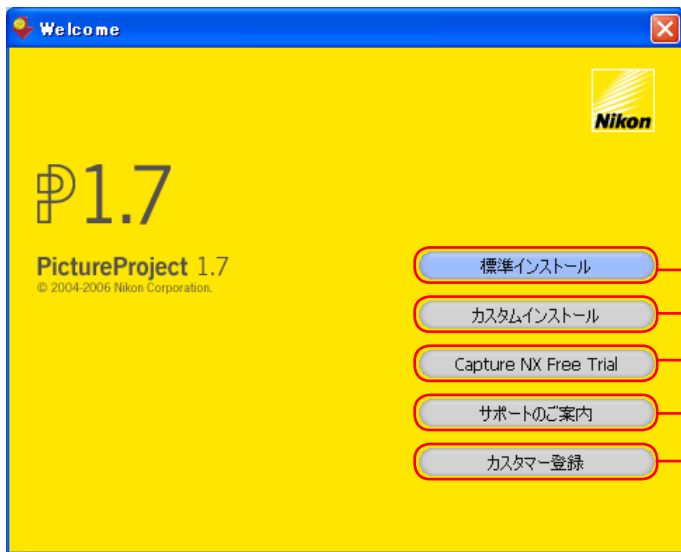 Welcome
Nikon
P1.7
PictureProject 1.7
© 2004-2006 Nikon Corporation.
標準インストール
カスタムインストール
Capture NX Free Trial
サポートのご案内
カスタマー登録